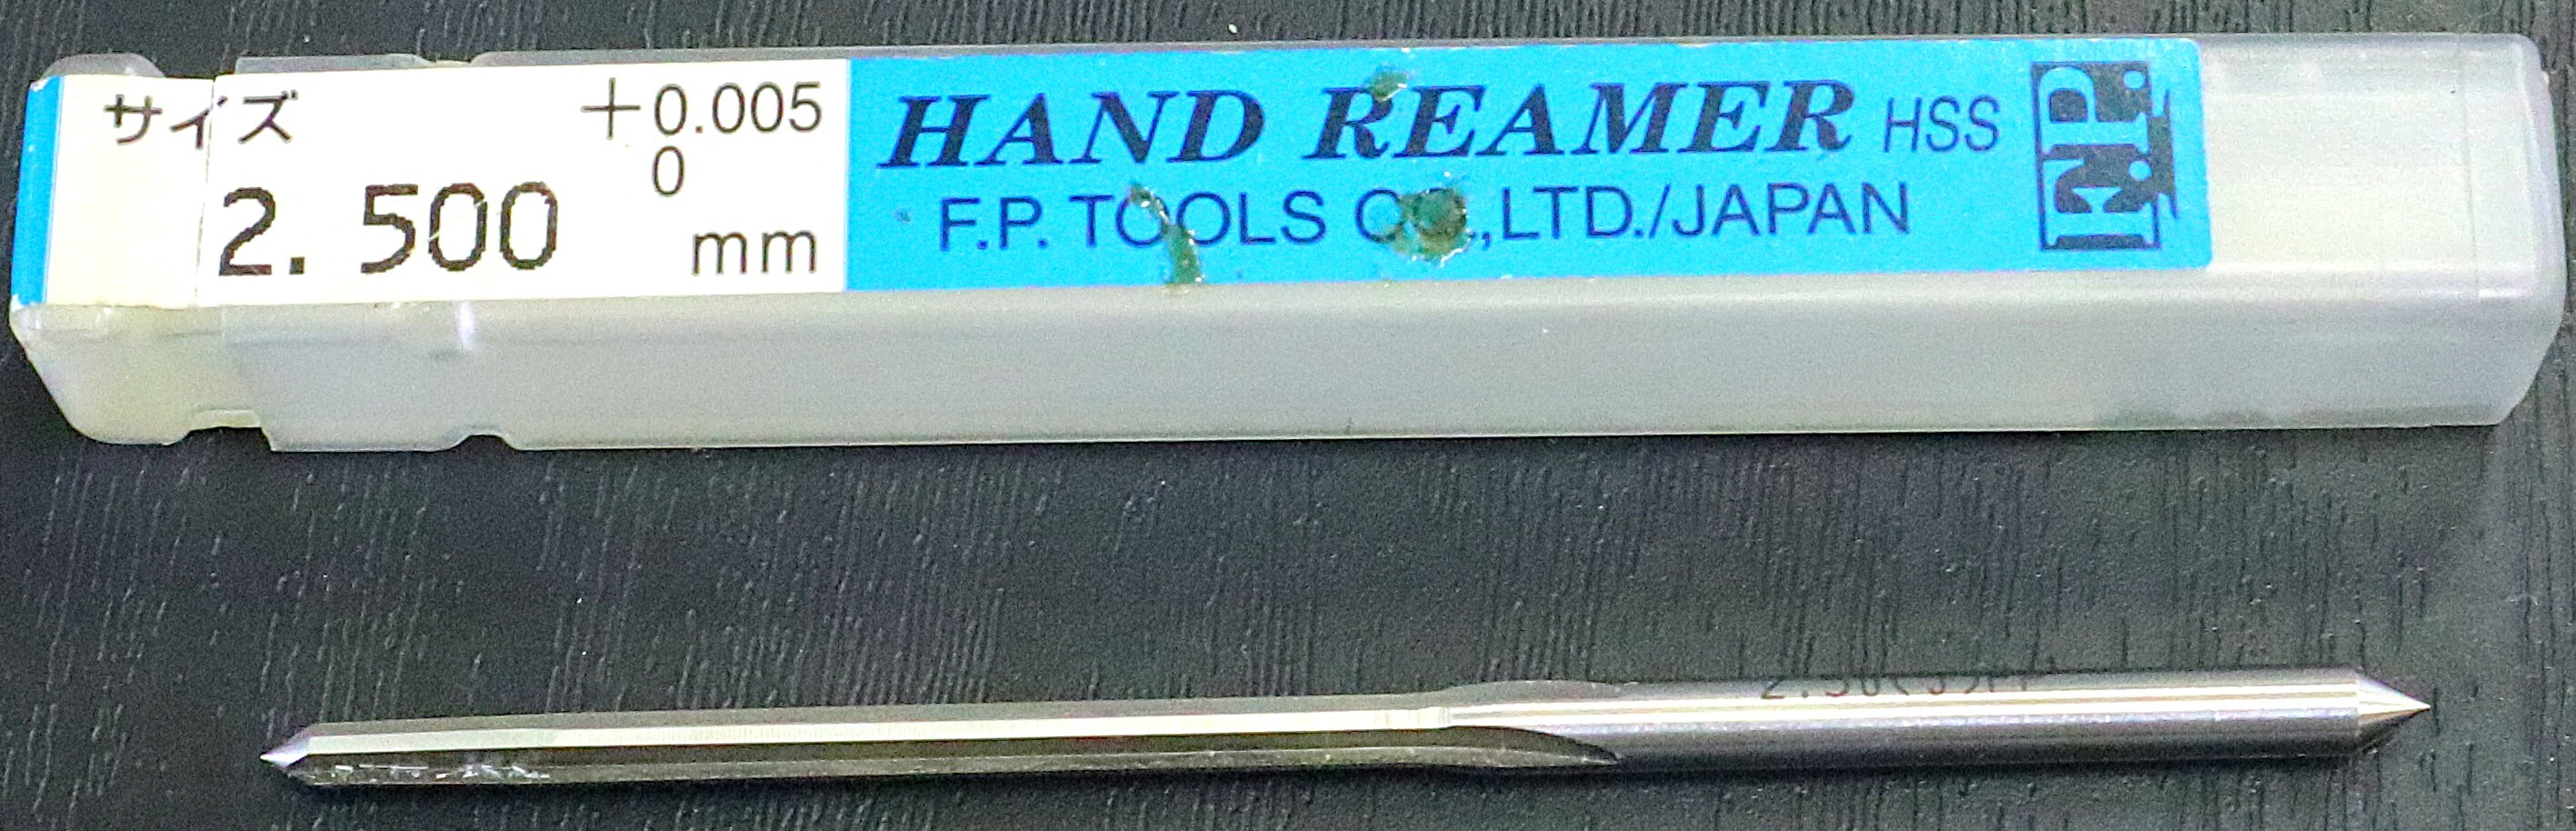 サイズ
+0.005
0
2.500 mm
HAND REAMER HSS
F.P. TOOLS CO.,LTD./JAPAN
F.P.